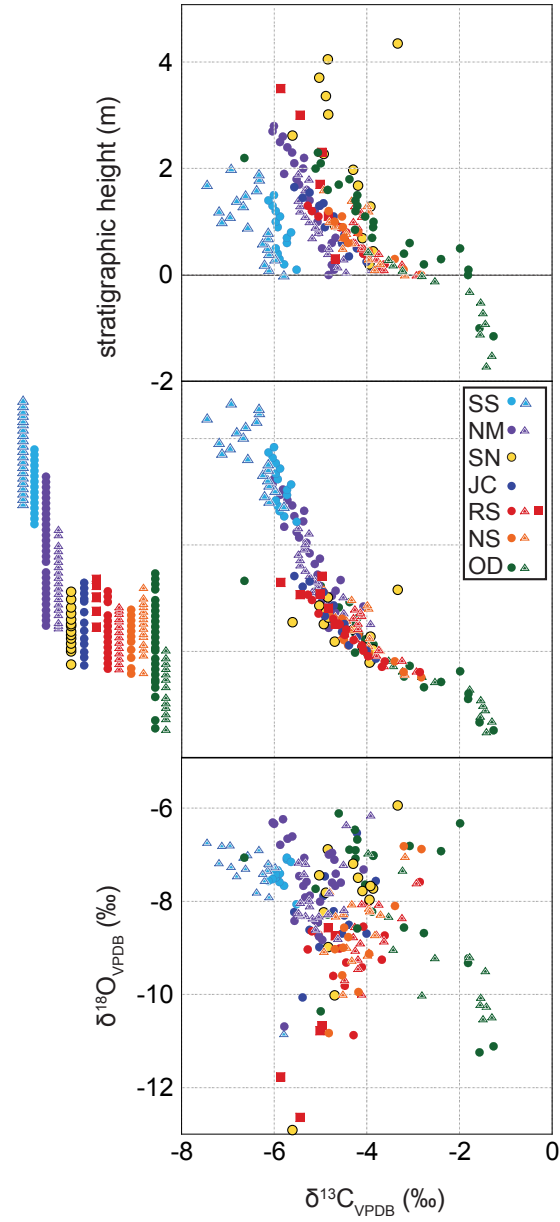 4
2
0
-2
stratigraphic height (m)
SS
NM
SN
JC
RS
NS
OD
-6
-8
-10
-12
δ18OVPDB (‰)
-8 -6 -4 -2 0
δ13CVPDB (‰)